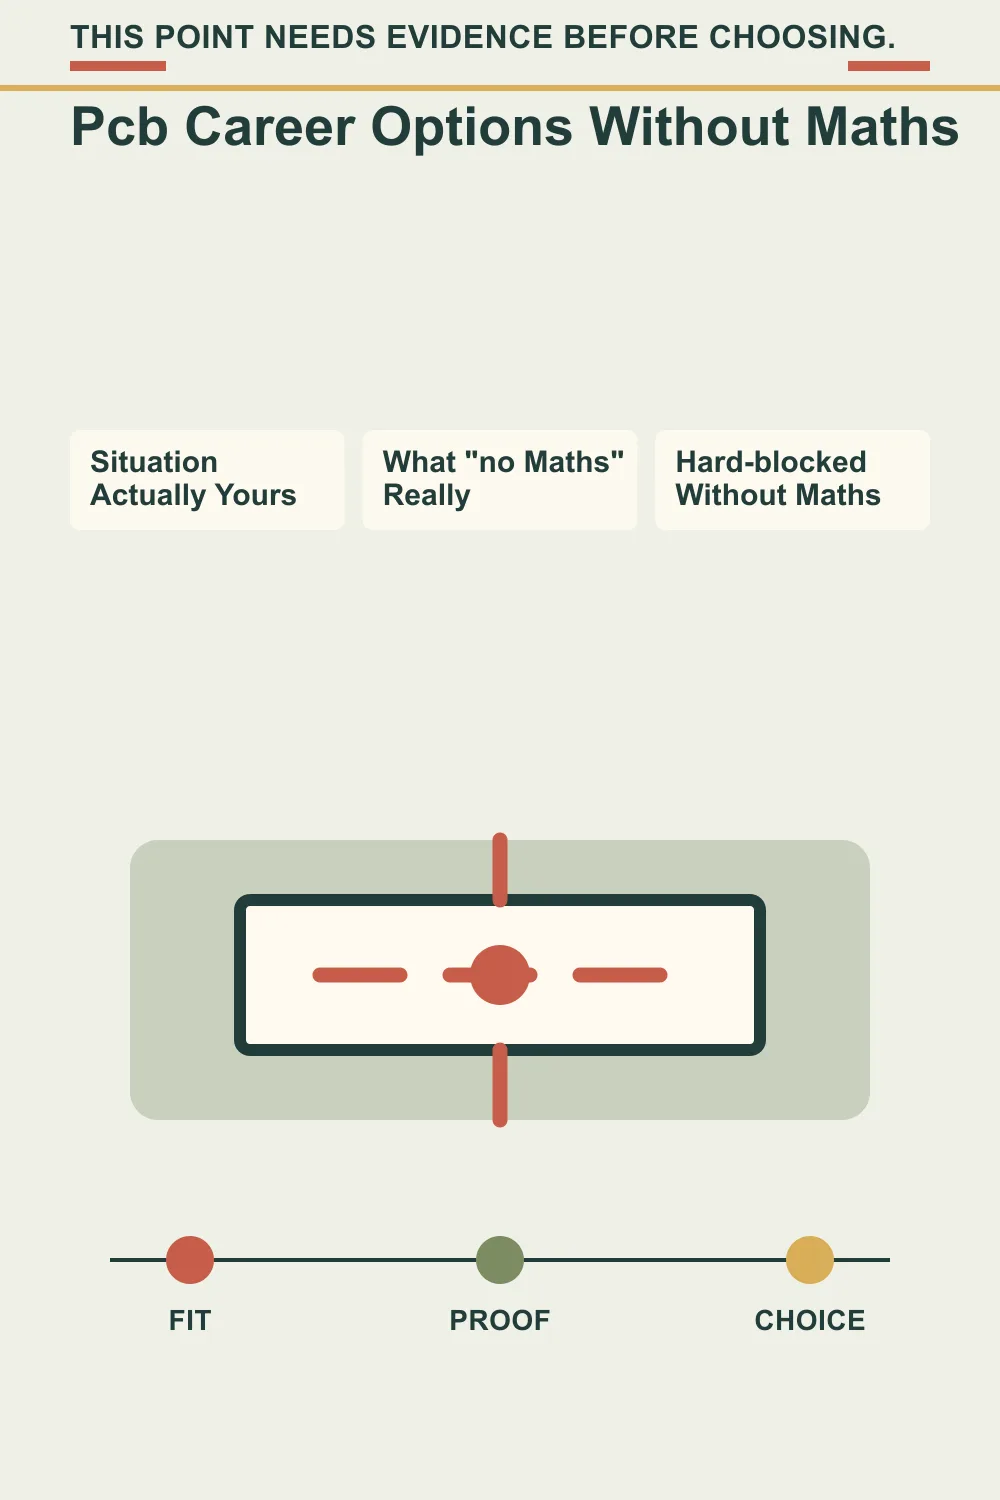 THIS POINT NEEDS EVIDENCE BEFORE CHOOSING.
Pcb Career Options Without Maths
Situation
Actually Yours
What "no Maths"
Really
Hard-blocked
Without Maths
FIT
PROOF
CHOICE